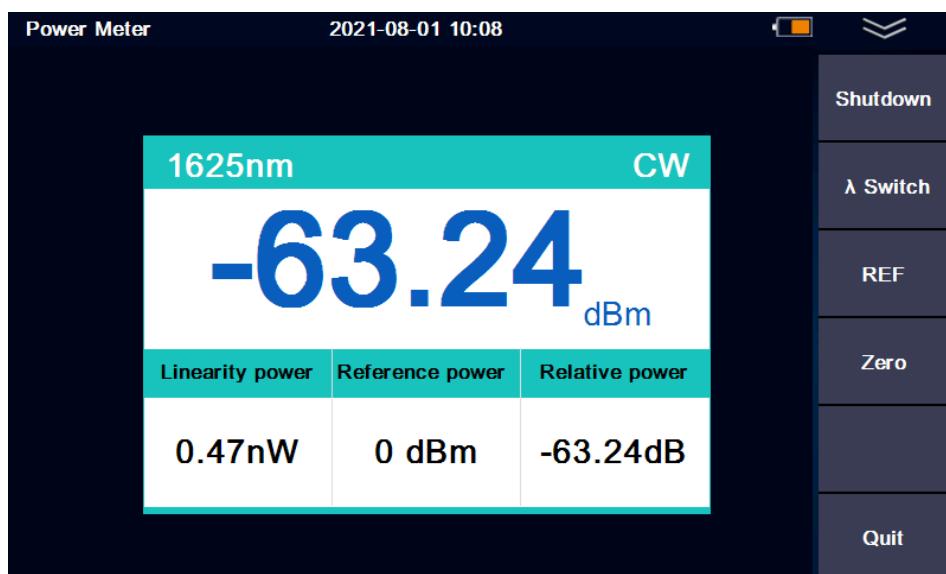 Power Meter 2021-08-01 10:08
Shutdown
1625nm CW
λ Switch
-63.24 dBm
REF
Linearity power Reference power Relative power
Zero
0.47nW 0 dBm -63.24dB
Quit